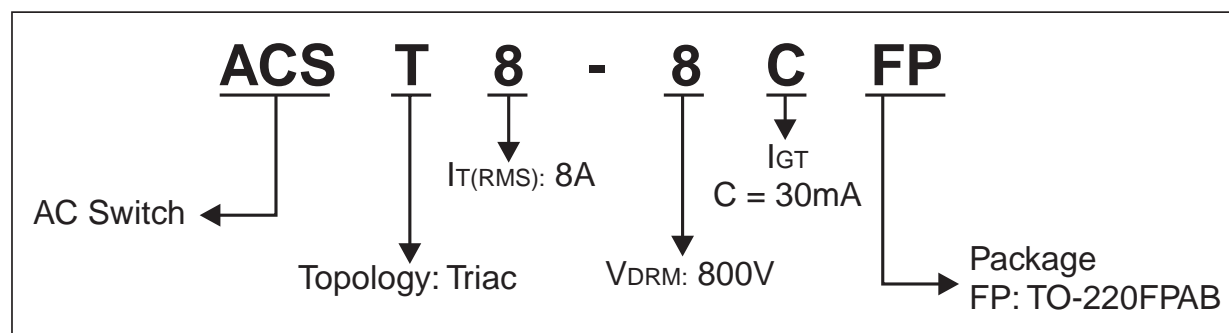 ACS T 8 - 8 C FP
IT(RMS): 8A
IGT
C = 30mA
AC Switch
Topology: Triac
VDRM: 800V
Package
FP: TO-220FPAB